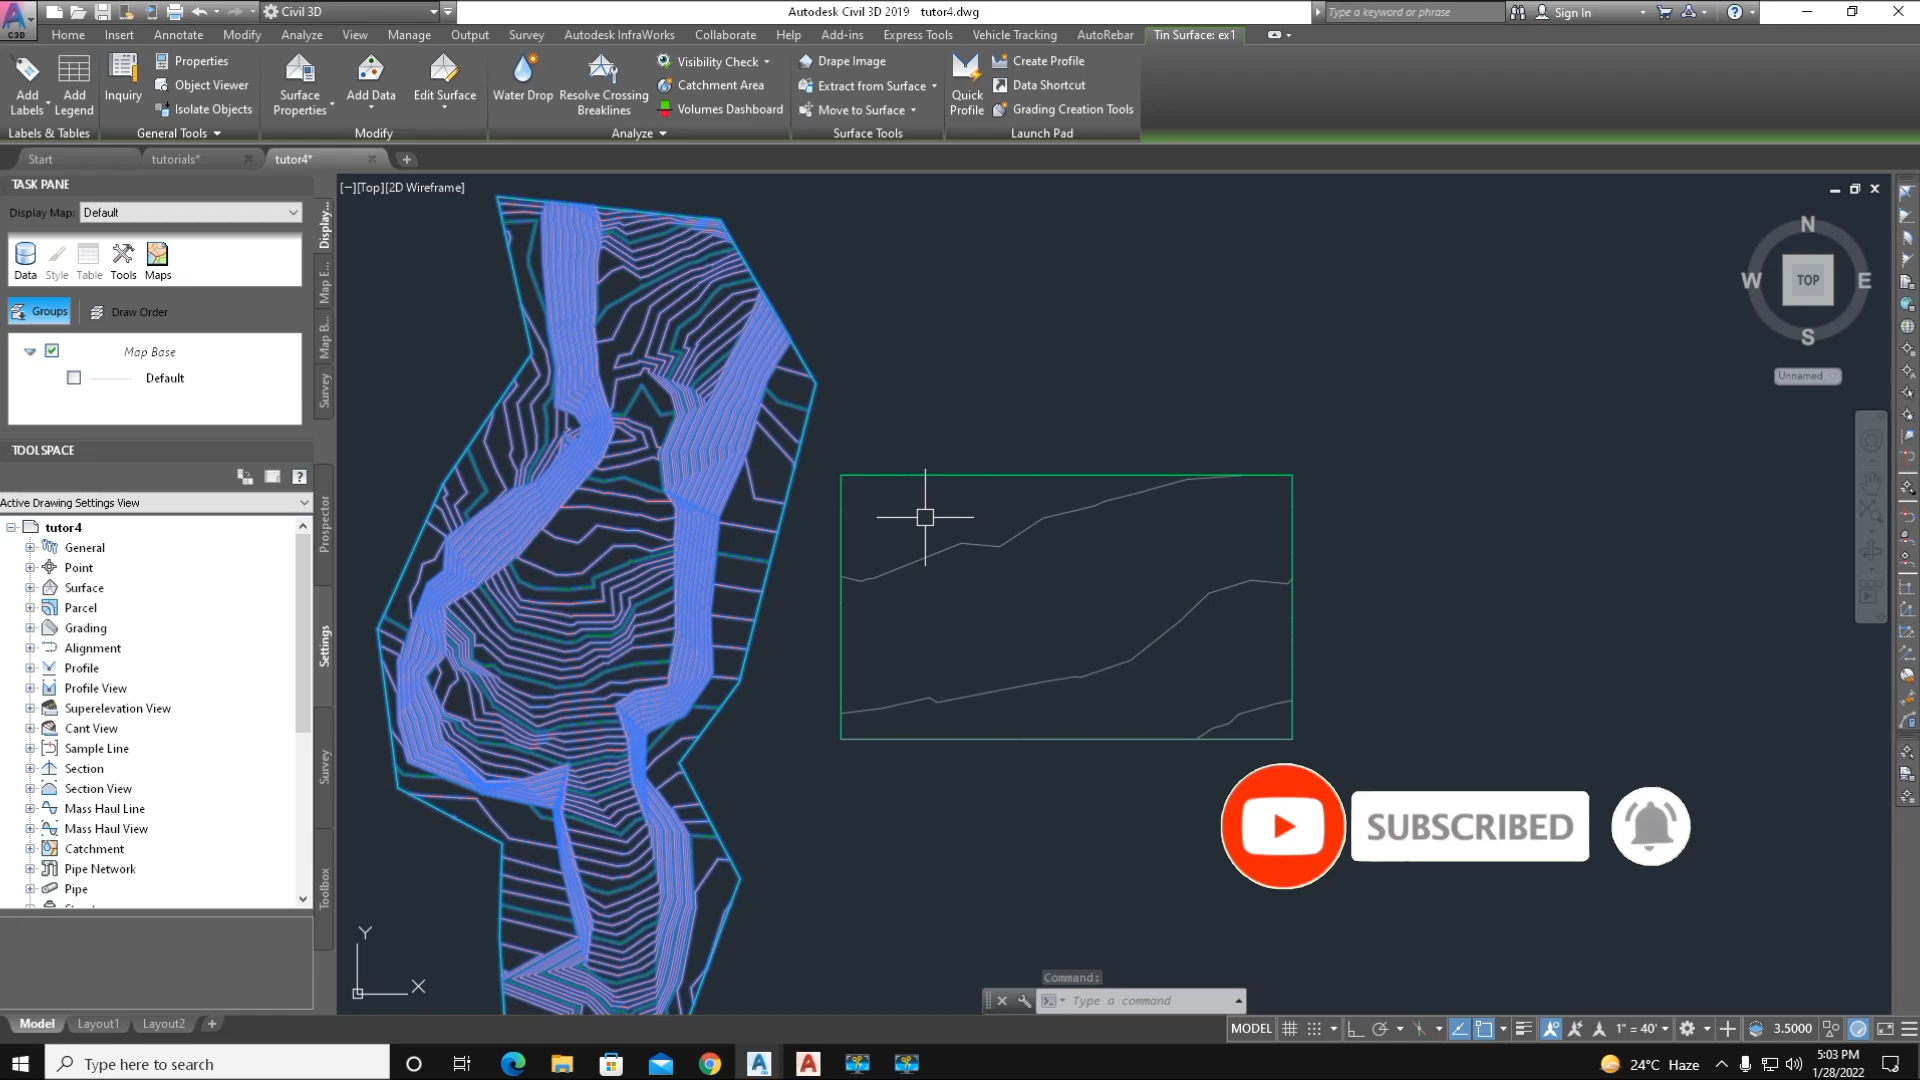 C3D
Civil 3D
Autodesk Civil 3D 2019 tutor4.dwg
Type a keyword or phrase
Sign In
Home Insert Annotate Modify Analyze View Manage Output Survey Autodesk InfraWorks Collaborate Help Add-ins Express Tools Vehicle Tracking AutoRebar Tin Surface: ex1
Add Labels
Add Legend
Labels & Tables
Inquiry
Properties
Object Viewer
Isolate Objects
General Tools
Surface Properties
Add Data
Edit Surface
Modify
Water Drop
Resolve Crossing Breaklines
Visibility Check
Catchment Area
Volumes Dashboard
Analyze
Drape Image
Extract from Surface
Move to Surface
Surface Tools
Quick Profile
Create Profile
Data Shortcut
Grading Creation Tools
Launch Pad
Start
tutorials*
tutor4*
TASK PANE
Display Map: Default
Data Style Table Tools Maps
Groups
Draw Order
Map Base
Default
Display...
Map E...
Map B...
Survey
TOOLSPACE
Active Drawing Settings View
tutor4
General
Point
Surface
Parcel
Grading
Alignment
Profile
Profile View
Superelevation View
Cant View
Sample Line
Section
Section View
Mass Haul Line
Mass Haul View
Catchment
Pipe Network
Pipe
Prospector
Settings
Survey
Toolbox
[−][Top][2D Wireframe]
N
W
TOP
E
S
Unnamed
SUBSCRIBED
Y
X
Command:
Type a command
Model Layout1 Layout2
MODEL
1" = 40'
3.5000
Type here to search
24°C Haze
5:03 PM
1/28/2022